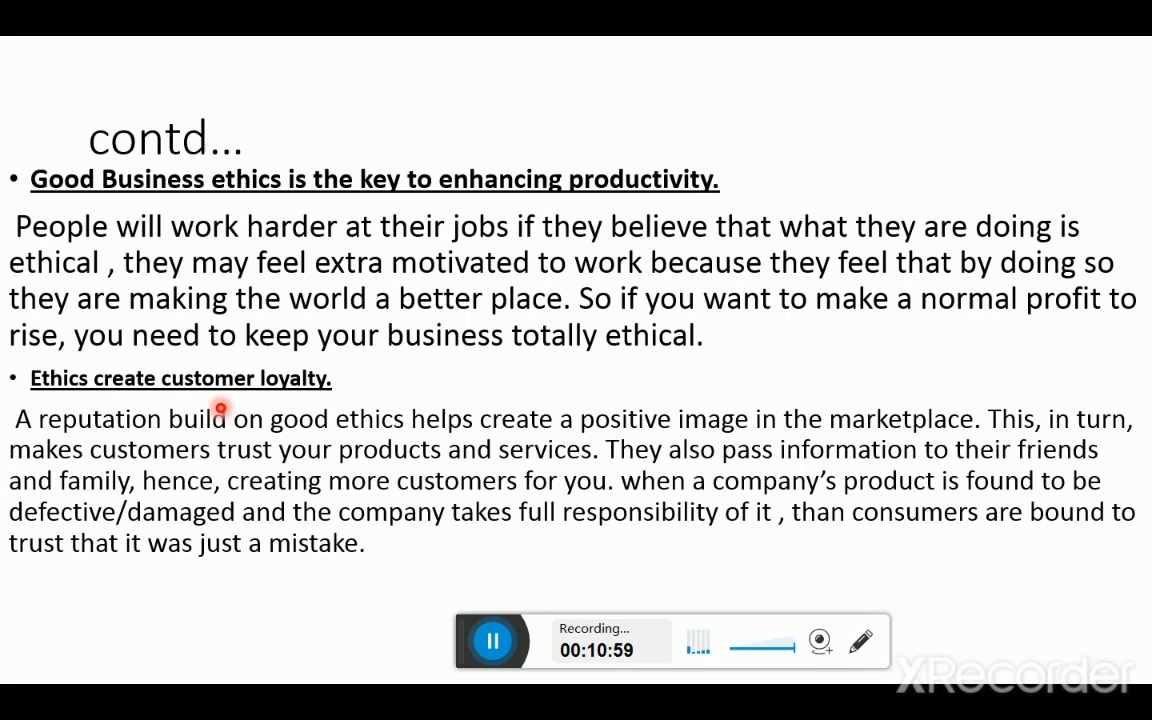 contd...
• Good Business ethics is the key to enhancing productivity.
People will work harder at their jobs if they believe that what they are doing is
ethical , they may feel extra motivated to work because they feel that by doing so
they are making the world a better place. So if you want to make a normal profit to
rise, you need to keep your business totally ethical.
• Ethics create customer loyalty.
A reputation build on good ethics helps create a positive image in the marketplace. This, in turn,
makes customers trust your products and services. They also pass information to their friends
and family, hence, creating more customers for you. when a company’s product is found to be
defective/damaged and the company takes full responsibility of it , than consumers are bound to
trust that it was just a mistake.
Recording...
00:10:59
XRecorder